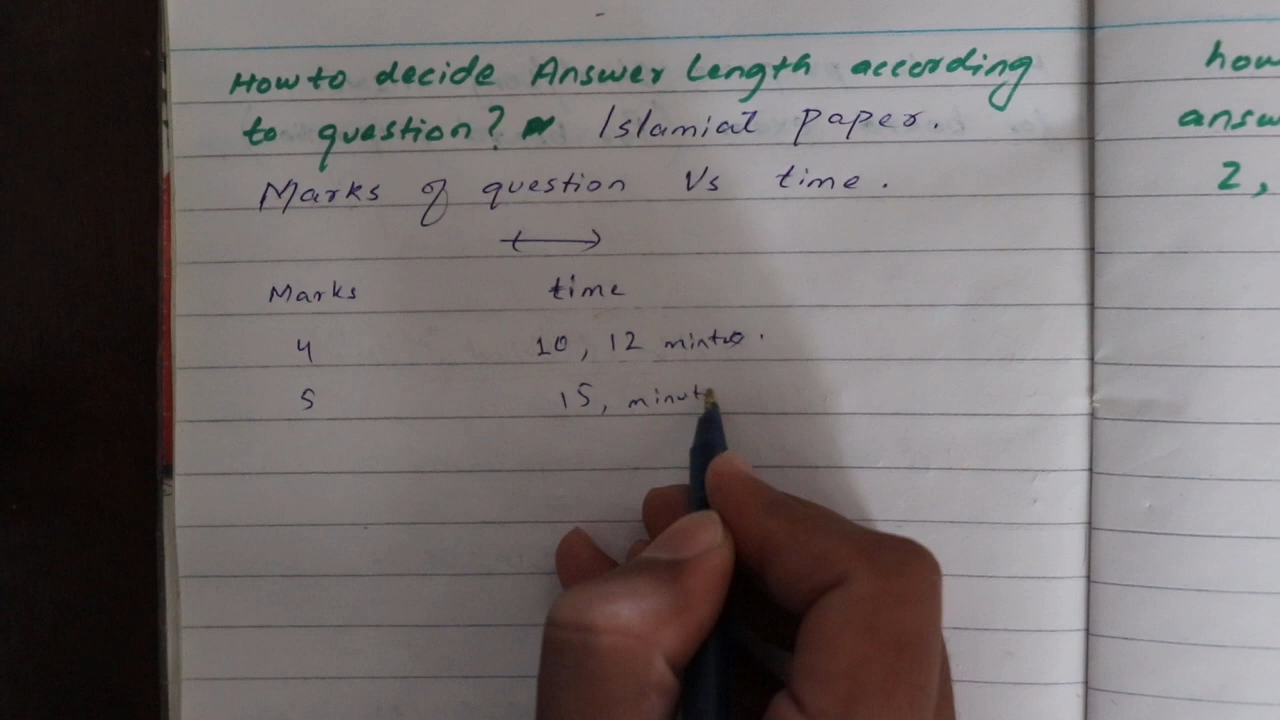 How to decide Answer Length according
to question? Islamiat paper.
Marks of question Vs time.
Marks time
4 10, 12 mintes.
5 15, minut
how
answ
2,